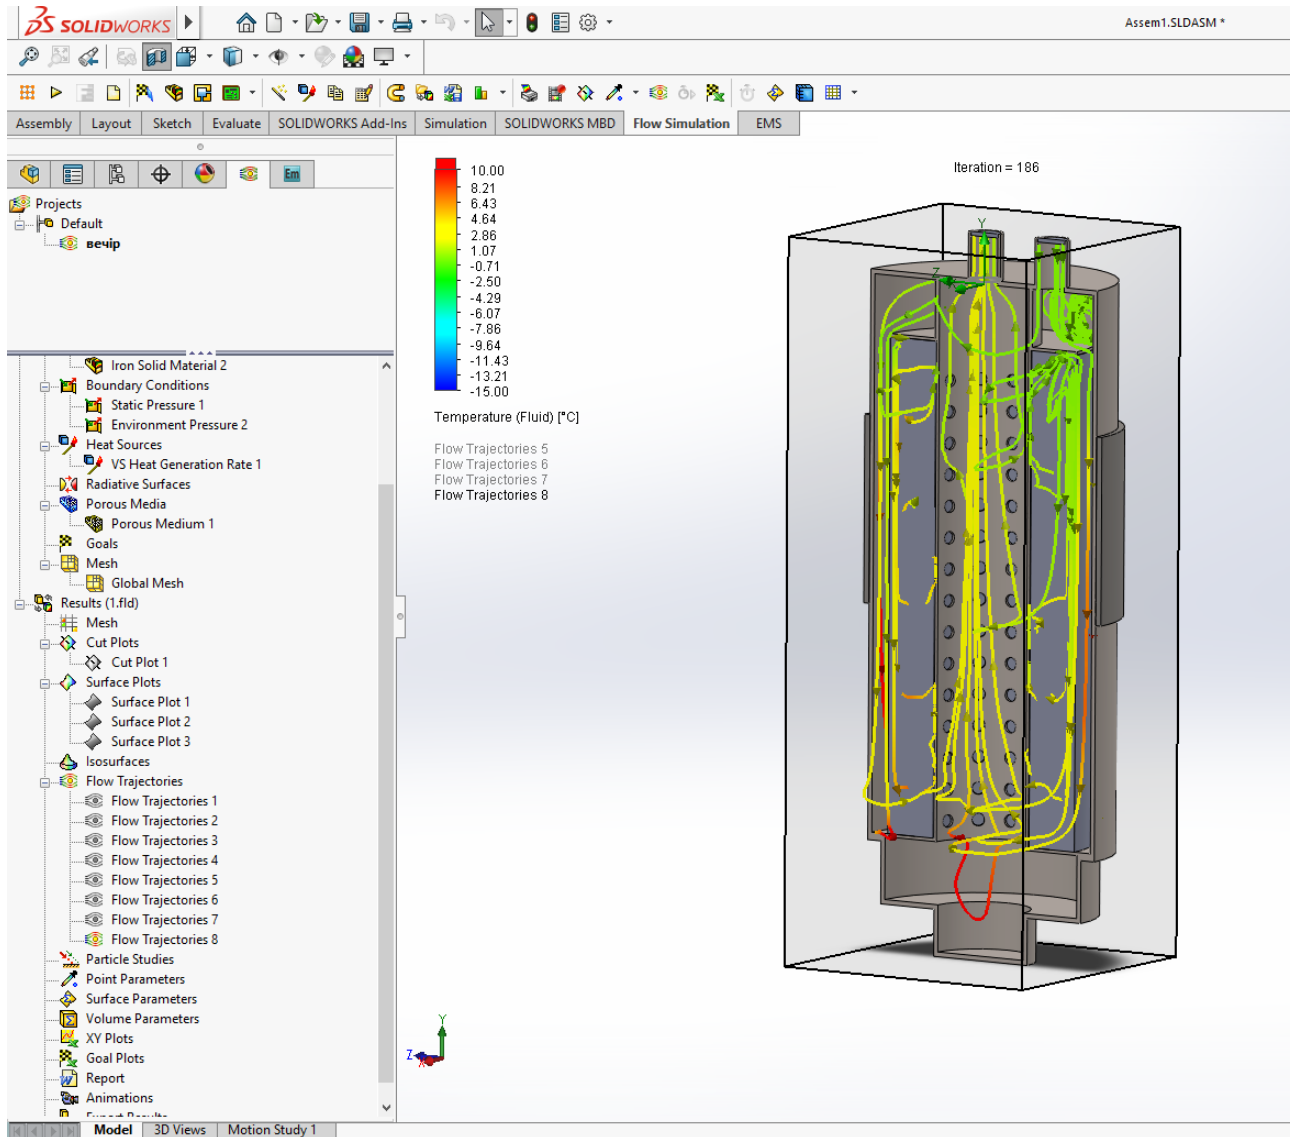 SOLIDWORKS
Assem1.SLDASM *
Assembly
Layout
Sketch
Evaluate
SOLIDWORKS Add-Ins
Simulation
SOLIDWORKS MBD
Flow Simulation
EMS
Em
Projects
Default
вечір
Iron Solid Material 2
Boundary Conditions
Static Pressure 1
Environment Pressure 2
Heat Sources
VS Heat Generation Rate 1
Radiative Surfaces
Porous Media
Porous Medium 1
Goals
Mesh
Global Mesh
Results (1.fld)
Mesh
Cut Plots
Cut Plot 1
Surface Plots
Surface Plot 1
Surface Plot 2
Surface Plot 3
Isosurfaces
Flow Trajectories
Flow Trajectories 1
Flow Trajectories 2
Flow Trajectories 3
Flow Trajectories 4
Flow Trajectories 5
Flow Trajectories 6
Flow Trajectories 7
Flow Trajectories 8
Particle Studies
Point Parameters
Surface Parameters
Volume Parameters
XY Plots
Goal Plots
Report
Animations
Export Results
10.00
8.21
6.43
4.64
2.86
1.07
-0.71
-2.50
-4.29
-6.07
-7.86
-9.64
-11.43
-13.21
-15.00
Temperature (Fluid) [°C]
Flow Trajectories 5
Flow Trajectories 6
Flow Trajectories 7
Flow Trajectories 8
Iteration = 186
Y
Z
Y
Z
X
Model
3D Views
Motion Study 1